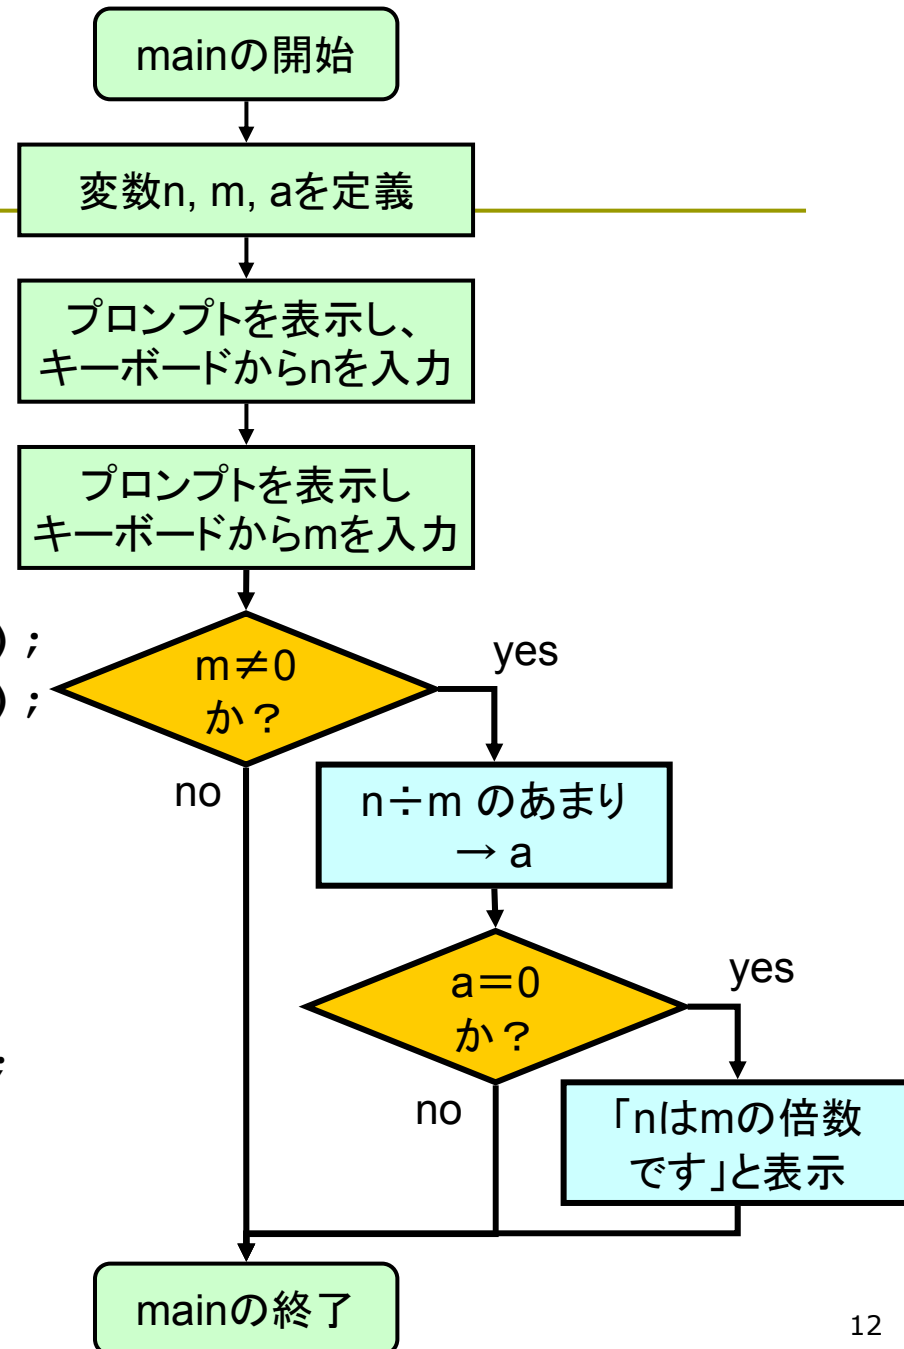 mainの開始
変数n, m, aを定義
プロンプトを表示し、
キーボードからnを入力
プロンプトを表示し
キーボードからmを入力
);
);
m≠0
か？
yes
no
n÷m のあまり
→ a
a＝0
か？
yes
no
;
「nはmの倍数
です」と表示
mainの終了
12